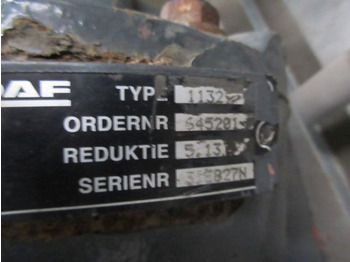 DAF
TYPE 1132
ORDERNR 645201
REDUKTiE 5.13
SERIENR